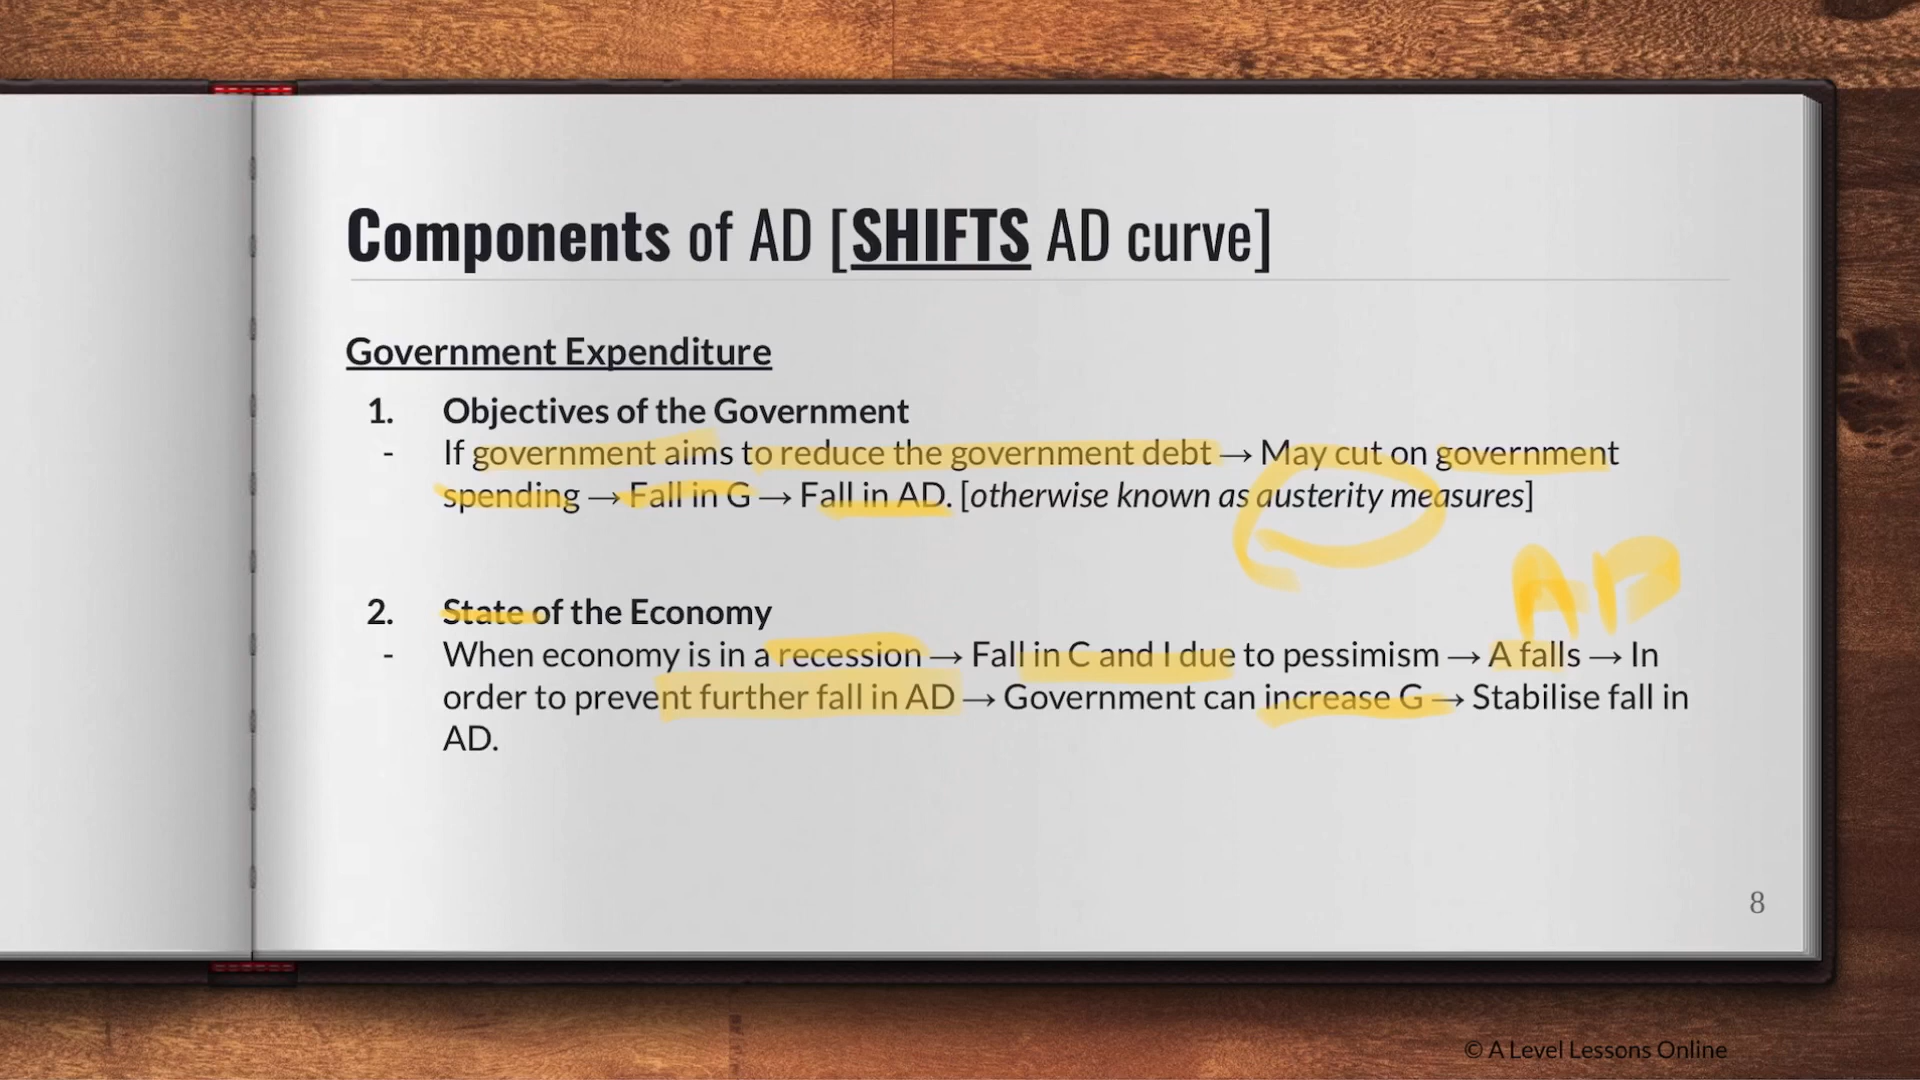 Components of AD [SHIFTS AD curve]
Government Expenditure
1. Objectives of the Government
- If government aims to reduce the government debt → May cut on government
spending → Fall in G → Fall in AD. [otherwise known as austerity measures]
AD
2. State of the Economy
- When economy is in a recession → Fall in C and I due to pessimism → A falls → In
order to prevent further fall in AD → Government can increase G → Stabilise fall in
AD.
8
© A Level Lessons Online